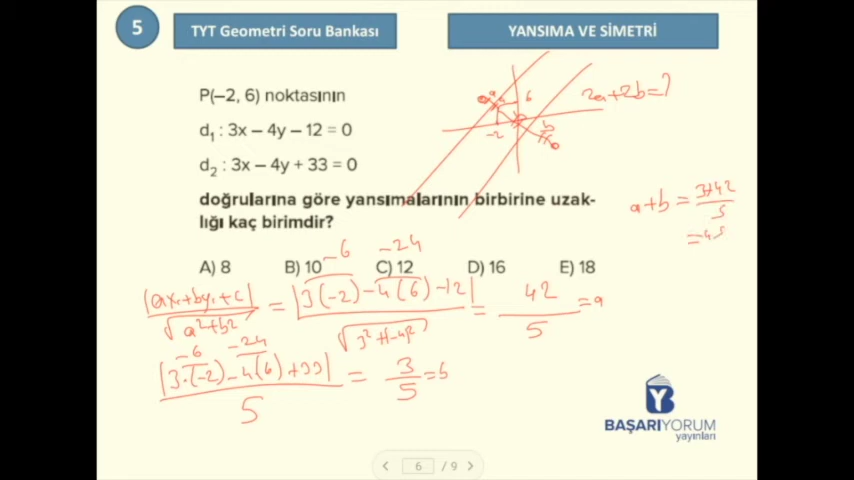 5
TYT Geometri Soru Bankası
YANSIMA VE SİMETRİ
P(–2, 6) noktasının
d₁ : 3x – 4y – 12 = 0
d₂ : 3x – 4y + 33 = 0
doğrularına göre yansımalarının birbirine uzak-
lığı kaç birimdir?
A) 8 B) 10 C) 12 D) 16 E) 18
6
-2
2a+2b=?
a+b = 3+42/5
= 45
-6 -24
|ax₁+by₁+c| / √a²+b² = |3(-2)-4(6)-12| / √3²+(-4)² = 42/5 = a
-6 -24
|3·(-2)-4(6)+33| / 5 = 3/5 = b
BAŞARIYORUM
yayınları
6 / 9